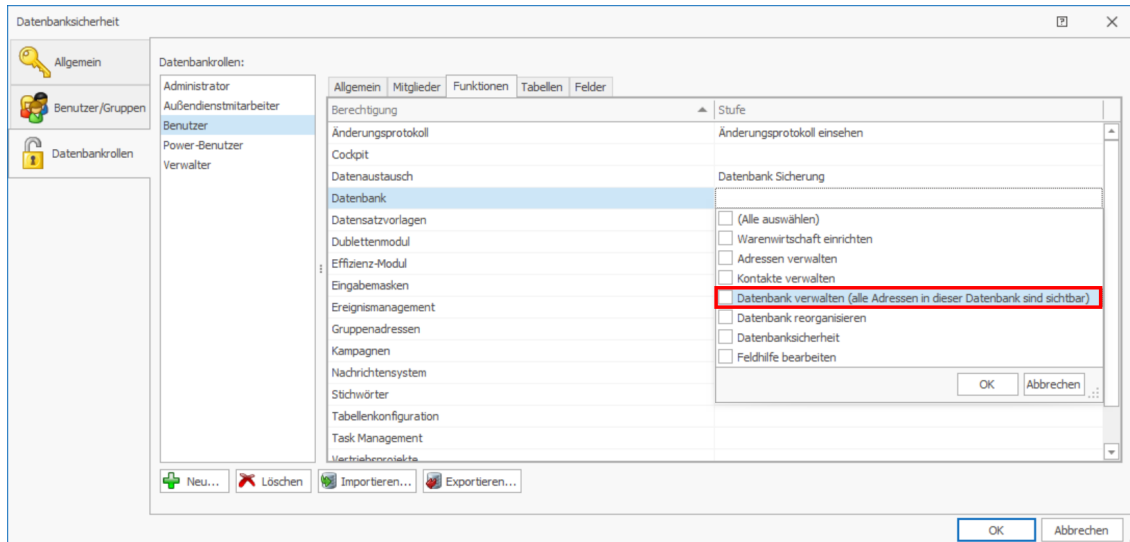 Datenbanksicherheit
Allgemein
Benutzer/Gruppen
Datenbankrollen
Datenbankrollen:
Administrator
Außendienstmitarbeiter
Benutzer
Power-Benutzer
Verwalter
Allgemein Mitglieder Funktionen Tabellen Felder
Berechtigung Stufe
Änderungsprotokoll Änderungsprotokoll einsehen
Cockpit
Datenaustausch Datenbank Sicherung
Datenbank
Datensatzvorlagen
Dublettenmodul
Effizienz-Modul
Eingabemasken
Ereignismanagement
Gruppenadressen
Kampagnen
Nachrichtensystem
Stichwörter
Tabellenkonfiguration
Task Management
Vertriebsprojekte
(Alle auswählen)
Warenwirtschaft einrichten
Adressen verwalten
Kontakte verwalten
Datenbank verwalten (alle Adressen in dieser Datenbank sind sichtbar)
Datenbank reorganisieren
Datenbanksicherheit
Feldhilfe bearbeiten
OK Abbrechen
Neu... Löschen Importieren... Exportieren...
OK Abbrechen